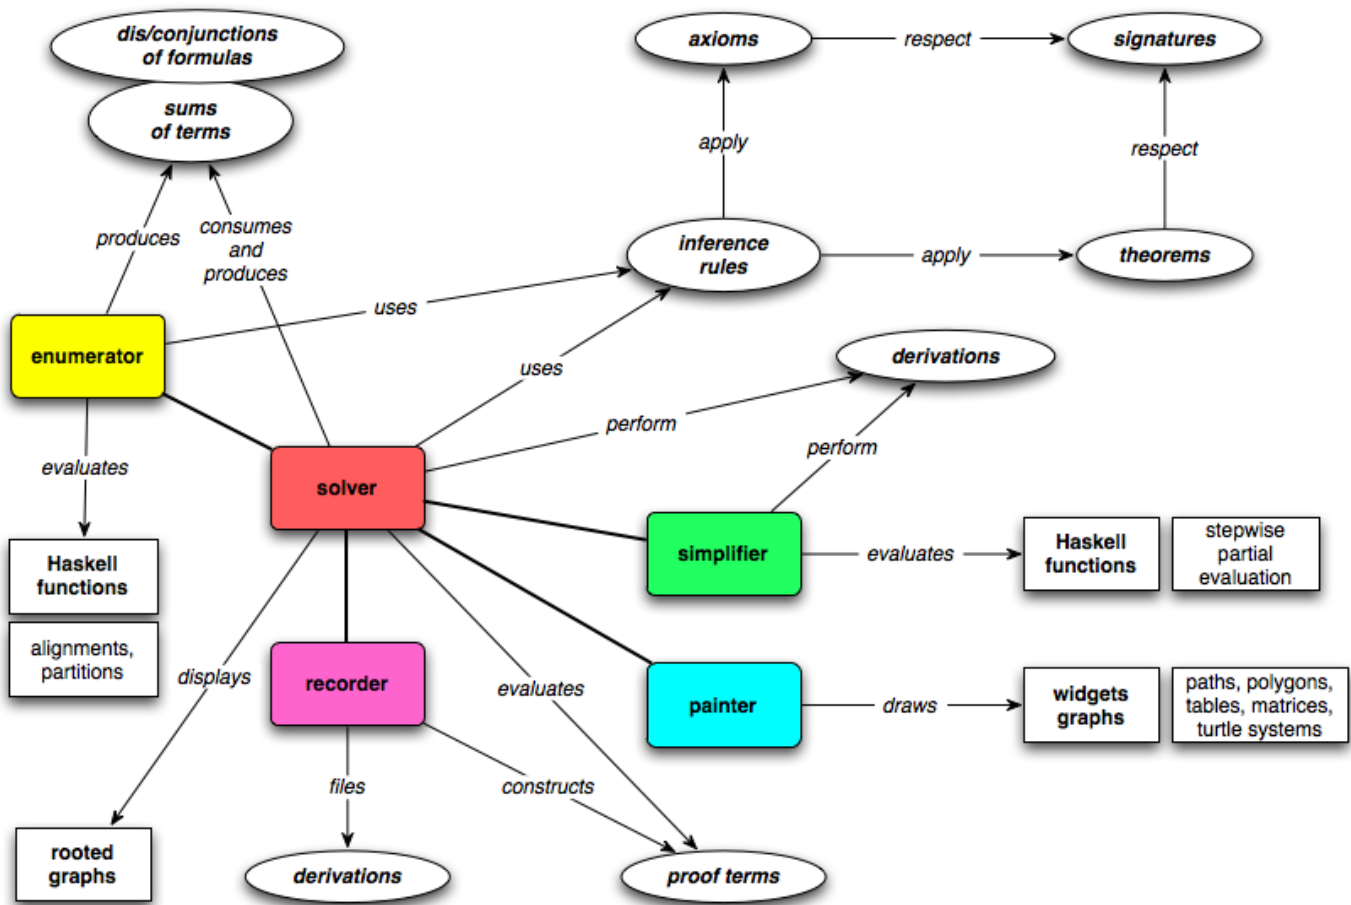 dis/conjunctions
of formulas
axioms
respect
signatures
sums
of terms
apply
respect
produces
consumes
and
produces
inference
rules
apply
theorems
uses
enumerator
uses
derivations
perform
perform
evaluates
solver
simplifier
evaluates
Haskell
functions
stepwise
partial
evaluation
Haskell
functions
alignments,
partitions
displays
recorder
evaluates
painter
draws
widgets
graphs
paths, polygons,
tables, matrices,
turtle systems
files
constructs
rooted
graphs
derivations
proof terms